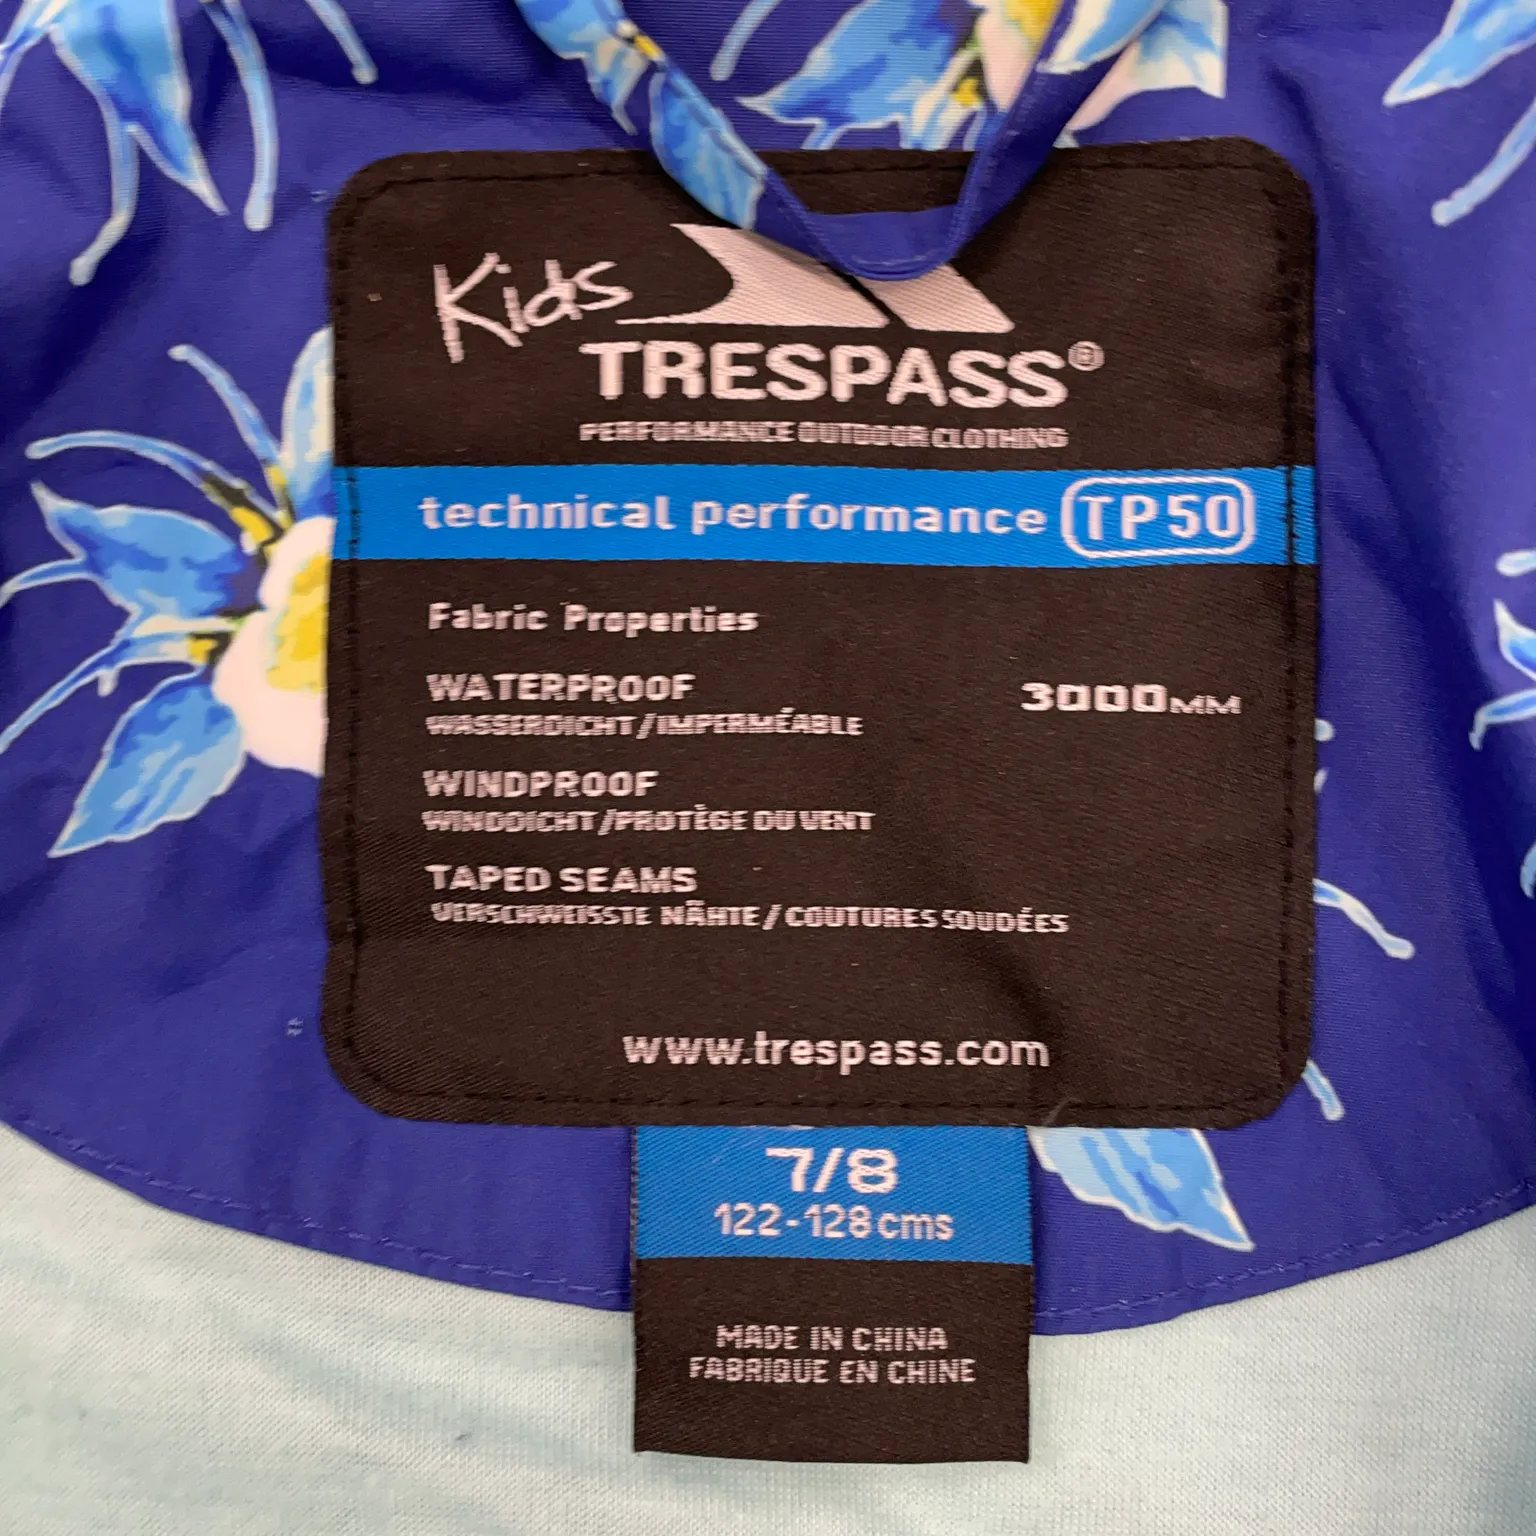 Kids
TRESPASS®
PERFORMANCE OUTDOOR CLOTHING
technical performance TP50
Fabric Properties
WATERPROOF 3000MM
WASSERDICHT/IMPERMÉABLE
WINDPROOF
WINDDICHT/PROTÈGE DU VENT
TAPED SEAMS
VERSCHWEISSTE NÄHTE/COUTURES SOUDÉES
www.trespass.com
7/8
122-128cms
MADE IN CHINA
FABRIQUE EN CHINE